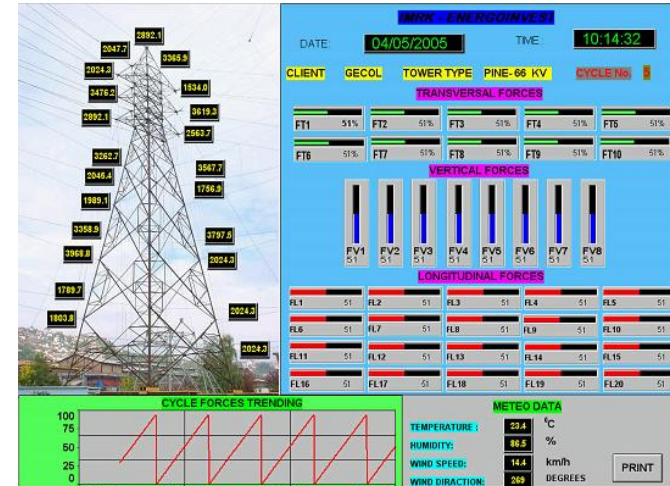 IMRK - ENERGOINVEST
DATE: 04/05/2005 TIME: 10:14:32
CLIENT GECOL TOWER TYPE PINE- 66 KV CYCLE No. 5
TRANSVERSAL FORCES
FT1 51% FT2 51% FT3 51% FT4 51% FT5 51%
FT6 51% FT7 51% FT8 51% FT9 51% FT10 51%
VERTICAL FORCES
FV1 FV2 FV3 FV4 FV5 FV6 FV7 FV8
51 51 51 51 51 51 51 51
LONGITUDINAL FORCES
FL1 51 FL2 51 FL3 51 FL4 51 FL5 51
FL6 51 FL7 51 FL8 51 FL9 51 FL10 51
FL11 51 FL12 51 FL13 51 FL14 51 FL15 51
FL16 51 FL17 51 FL18 51 FL19 51 FL20 51
2892.1
2047.7
3365.9
2024.3
1534.0
3476.2
3619.3
2892.1
2563.7
3262.7
3567.7
2045.4
1756.9
1989.1
3358.9
3797.5
3968.8
2024.3
1789.7
2024.3
1803.8
2024.3
CYCLE FORCES TRENDING
100
75
50
25
0
METEO DATA
TEMPERATURE : 23.4 °C
HUMIDITY: 86.5 %
WIND SPEED: 14.4 km/h
WIND DIRACTION: 269 DEGREES
PRINT